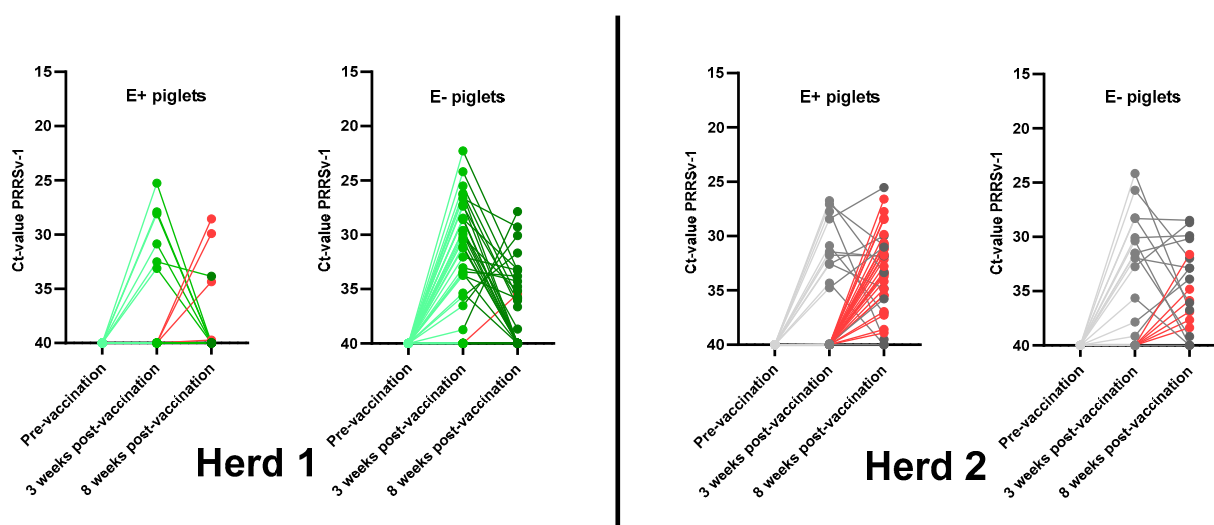 E+ piglets
Ct-value PRRSv-1
15
20
25
30
35
40
Pre-vaccination
3 weeks post-vaccination
8 weeks post-vaccination
E- piglets
Ct-value PRRSv-1
15
20
25
30
35
40
Pre-vaccination
3 weeks post-vaccination
8 weeks post-vaccination
Herd 1
E+ piglets
Ct-value PRRSv-1
15
20
25
30
35
40
Pre-vaccination
3 weeks post-vaccination
8 weeks post-vaccination
E- piglets
Ct-value PRRSv-1
15
20
25
30
35
40
Pre-vaccination
3 weeks post-vaccination
8 weeks post-vaccination
Herd 2